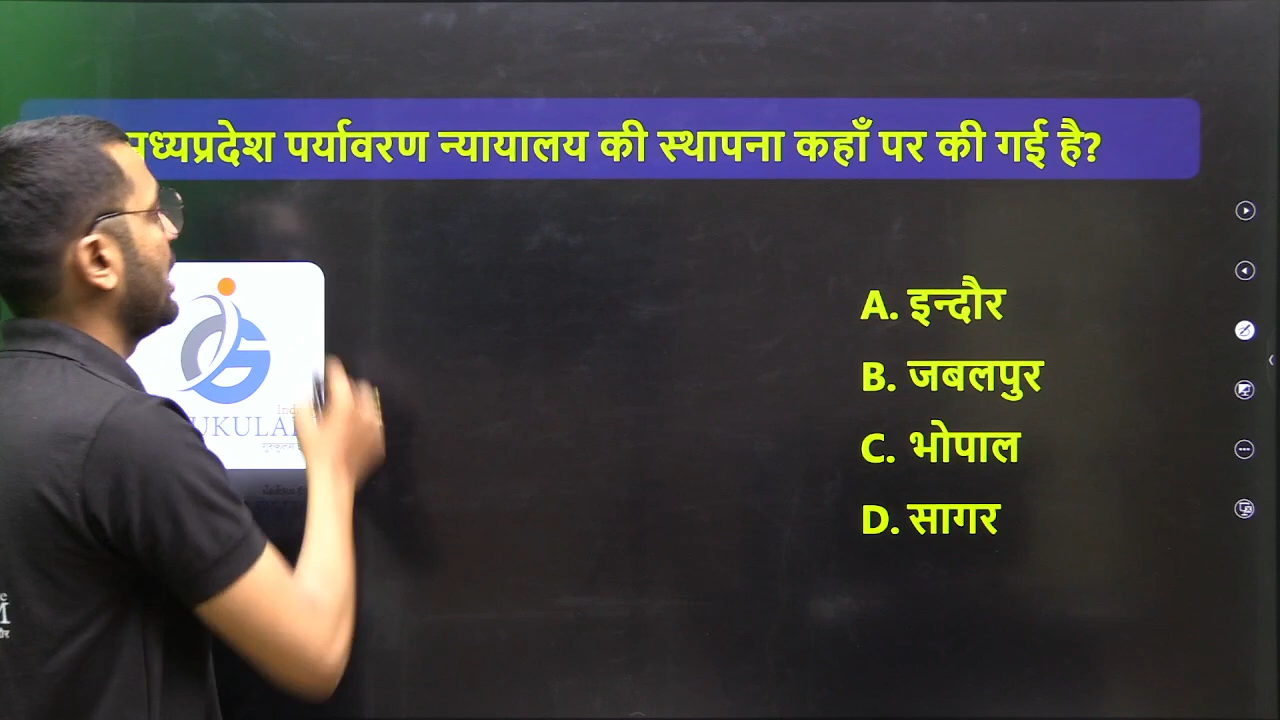 मध्यप्रदेश पर्यावरण न्यायालय की स्थापना कहाँ पर की गई है?
A. इन्दौर
B. जबलपुर
C. भोपाल
D. सागर